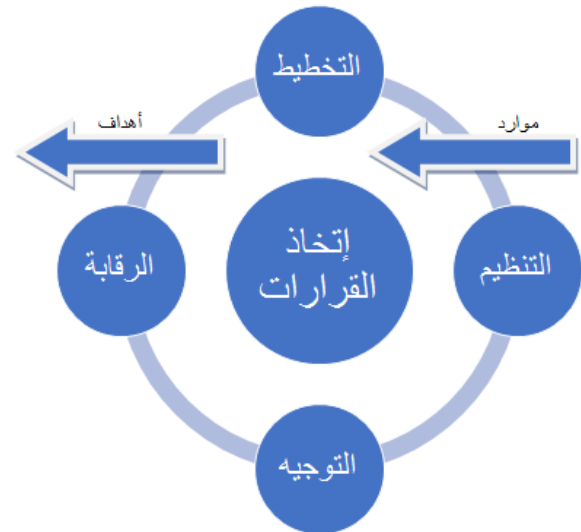 التخطيط
موارد
أهداف
إتخاذ
القرارات
التنظيم
الرقابة
التوجيه